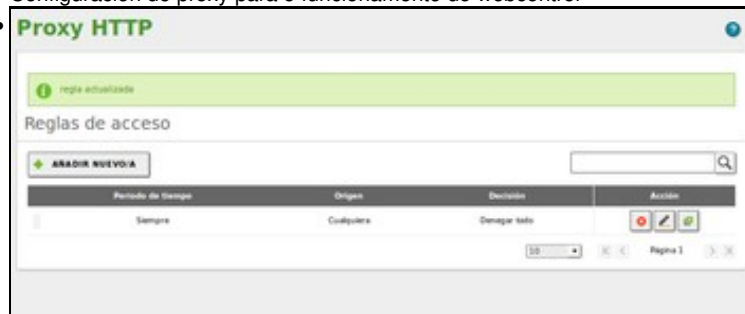 Configuración do proxy para o funcionamento do webcontrol
Proxy HTTP
regla actualizada
Reglas de acceso
AÑADIR NUEVO/A
Periodo de tiempo Origen Decisión Acción
Siempre Cualquiera Denegar todo
10 Página 1